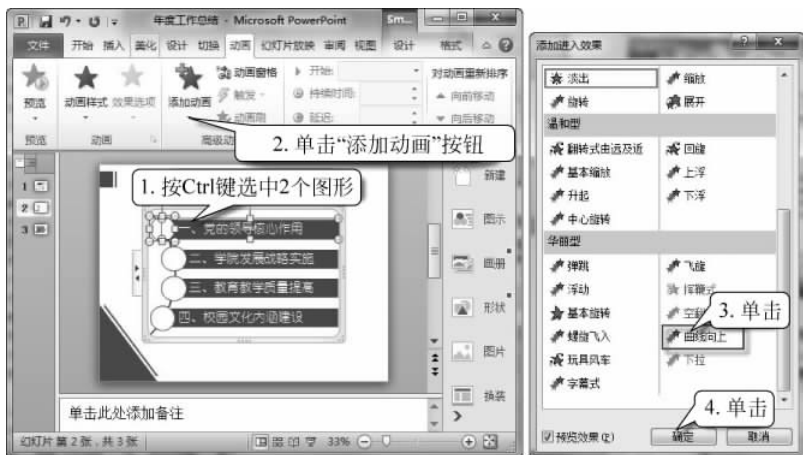 年度工作总结 - Microsoft PowerPoint
Sm...
文件 开始 插入 美化 设计 切换 动画 幻灯片放映 审阅 视图 设计 格式
预览
动画样式
效果选项
添加动画
动画窗格
触发
动画刷
开始:
持续时间:
延迟:
对动画重新排序
向前移动
向后移动
预览
动画
高级动
2. 单击“添加动画”按钮
1. 按Ctrl键选中2个图形
1
2
3
一、党的领导核心作用
二、学院发展战略实施
三、教育教学质量提高
四、校园文化内涵建设
新建
图示
画册
形状
图片
换装
单击此处添加备注
幻灯片 第 2 张，共 3 张
33%
添加进入效果
淡出 缩放
旋转 展开
温和型
翻转式由远及近 回旋
基本缩放 上浮
升起 下浮
中心旋转
华丽型
弹跳 飞旋
浮动 挥鞭式
基本旋转
3. 单击
螺旋飞入 曲线向上
玩具风车 下拉
字幕式
4. 单击
预览效果(P) 确定 取消